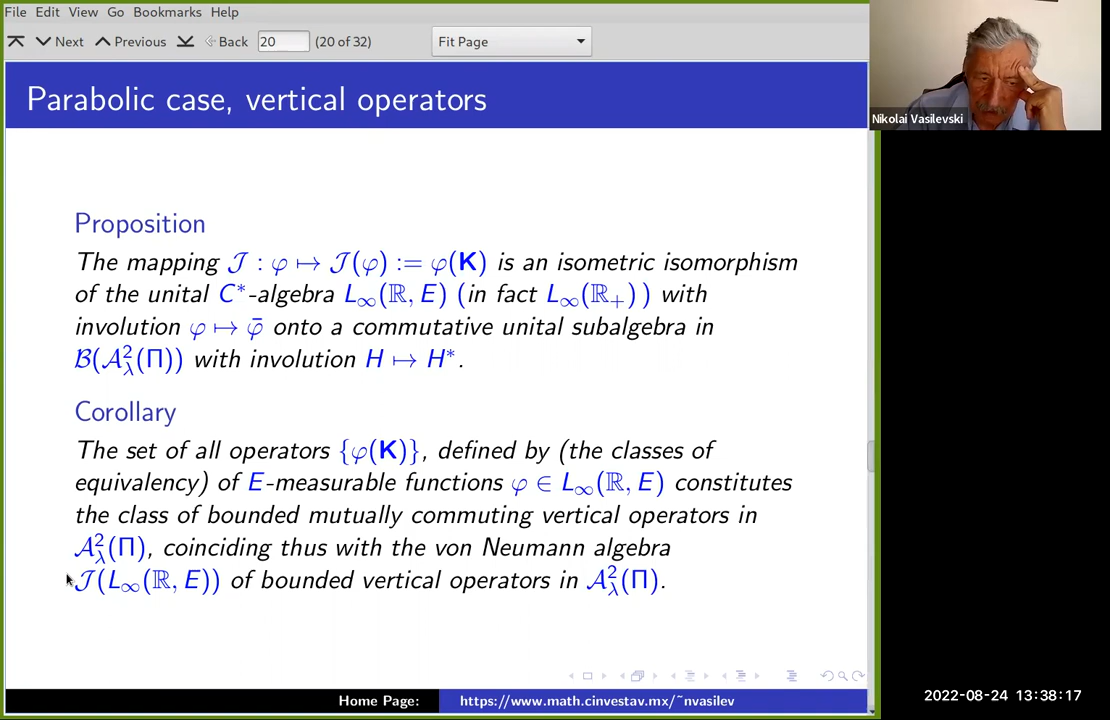 File Edit View Go Bookmarks Help
Next Previous Back 20 (20 of 32) Fit Page
Parabolic case, vertical operators
Nikolai Vasilevski
Proposition
The mapping 𝒥 : φ ↦ 𝒥(φ) := φ(𝐊) is an isometric isomorphism
of the unital C*-algebra L∞(ℝ, E) (in fact L∞(ℝ₊) ) with
involution φ ↦ φ̄ onto a commutative unital subalgebra in
ℬ(𝒜²_λ(Π)) with involution H ↦ H*.
Corollary
The set of all operators {φ(𝐊)}, defined by (the classes of
equivalency) of E-measurable functions φ ∈ L∞(ℝ, E) constitutes
the class of bounded mutually commuting vertical operators in
𝒜²_λ(Π), coinciding thus with the von Neumann algebra
𝒥(L∞(ℝ, E)) of bounded vertical operators in 𝒜²_λ(Π).
Home Page: https://www.math.cinvestav.mx/˜nvasilev
2022-08-24 13:38:17